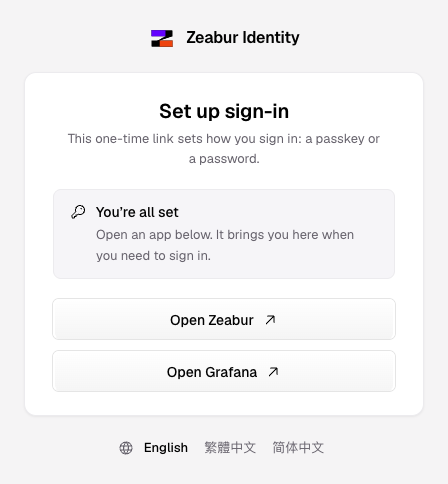 Zeabur Identity
Set up sign-in
This one-time link sets how you sign in: a passkey or
a password.
You're all set
Open an app below. It brings you here when
you need to sign in.
Open Zeabur
Open Grafana
English 繁體中文 简体中文